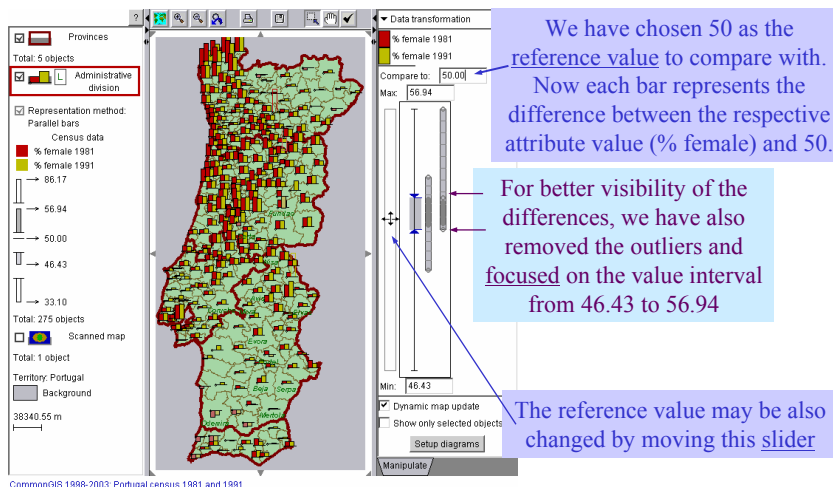 ?
Provinces
Total: 5 objects
L
Administrative
division
Representation method:
Parallel bars
Census data
% female 1981
% female 1991
86.17
56.94
50.00
46.43
33.10
Total: 275 objects
Scanned map
Total: 1 object
Territory: Portugal
Background
38340.55 m
Evora
Beja
Serpa
Mertola
Data transformation
% female 1981
% female 1991
Compare to: 50.00
Max: 56.94
Min: 46.43
Dynamic map update
Show only selected objects
Setup diagrams
Manipulate
We have chosen 50 as the
reference value to compare with.
Now each bar represents the
difference between the respective
attribute value (% female) and 50.
For better visibility of the
differences, we have also
removed the outliers and
focused on the value interval
from 46.43 to 56.94
The reference value may be also
changed by moving this slider
CommonGIS 1998-2003: Portugal census 1981 and 1991